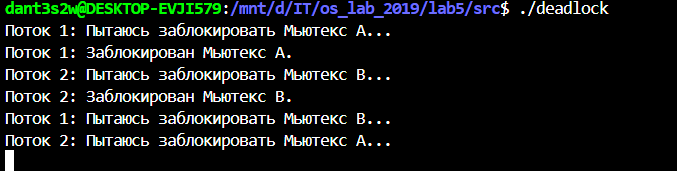 dant3s2w@DESKTOP-EVJI579:/mnt/d/IT/os_lab_2019/lab5/src$ ./deadlock
Поток 1: Пытаюсь заблокировать Мьютекс A...
Поток 1: Заблокирован Мьютекс A.
Поток 2: Пытаюсь заблокировать Мьютекс B...
Поток 2: Заблокирован Мьютекс B.
Поток 1: Пытаюсь заблокировать Мьютекс B...
Поток 2: Пытаюсь заблокировать Мьютекс A...